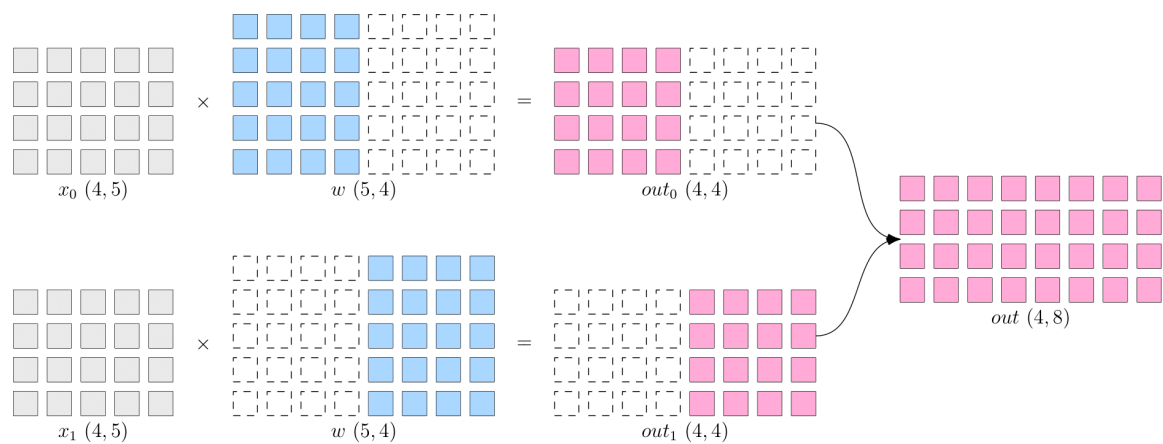 × =
x₀ (4, 5) w (5, 4) out₀ (4, 4)
out (4, 8)
× =
x₁ (4, 5) w (5, 4) out₁ (4, 4)